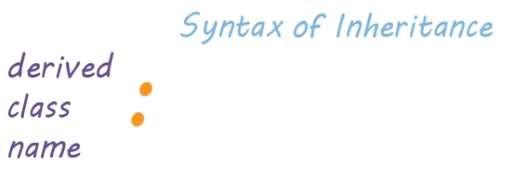 Syntax of Inheritance
derived
class :
name